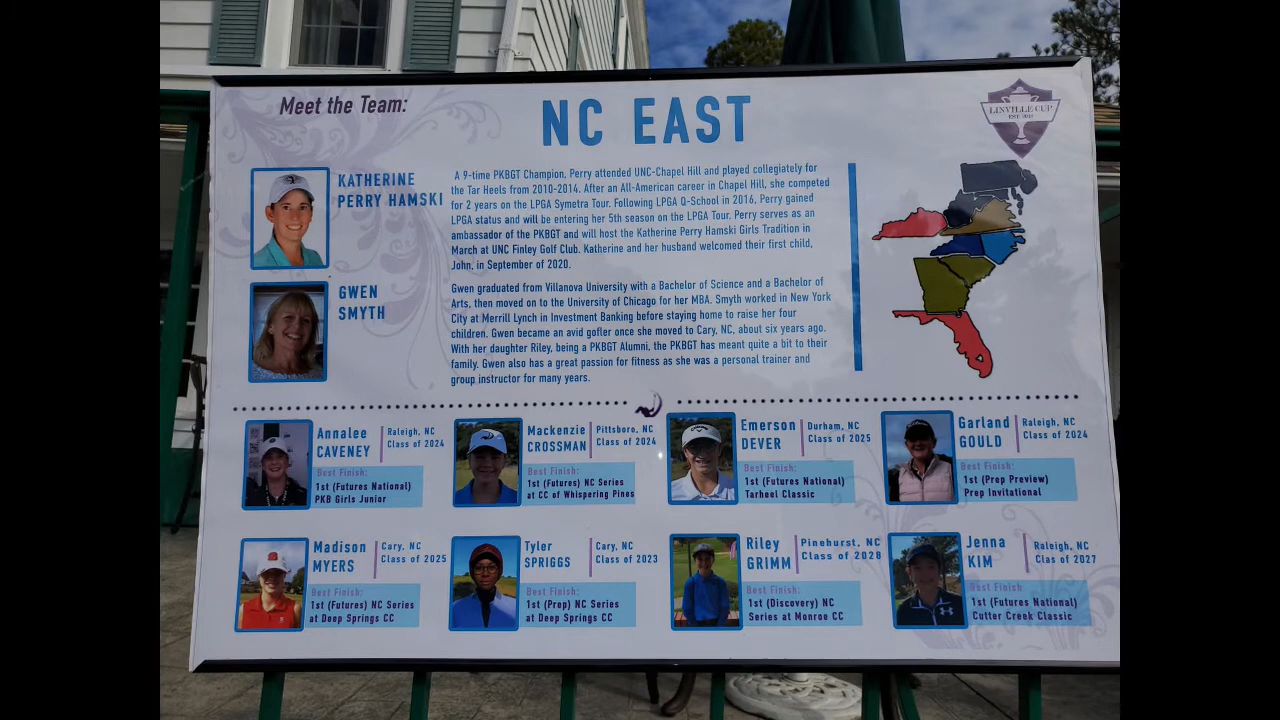 Meet the Team:
NC EAST
LINVILLE CUP
KATHERINE
PERRY HAMSKI
A 9-time PKBGT Champion, Perry attended UNC-Chapel Hill and played collegiately for
the Tar Heels from 2010-2014. After an All-American career in Chapel Hill, she competed
for 2 years on the LPGA Symetra Tour. Following LPGA Q-School in 2016, Perry gained
LPGA status and will be entering her 5th season on the LPGA Tour. Perry serves as an
ambassador of the PKBGT and will host the Katherine Perry Hamski Girls Tradition in
March at UNC Finley Golf Club. Katherine and her husband welcomed their first child,
John, in September of 2020.
GWEN
SMYTH
Gwen graduated from Villanova University with a Bachelor of Science and a Bachelor of
Arts, then moved on to the University of Chicago for her MBA. Smyth worked in New York
City at Merrill Lynch in Investment Banking before staying home to raise her four
children. Gwen became an avid gofler once she moved to Cary, NC, about six years ago.
With her daughter Riley, being a PKBGT Alumni, the PKBGT has meant quite a bit to their
family. Gwen also has a great passion for fitness as she was a personal trainer and
group instructor for many years.
Annalee
CAVENEY
Raleigh, NC
Class of 2024
Best Finish:
1st (Futures National)
PKB Girls Junior
Mackenzie
CROSSMAN
Pittsboro, NC
Class of 2024
Best Finish:
1st (Futures) NC Series
at CC of Whispering Pines
Emerson
DEVER
Durham, NC
Class of 2025
Best Finish:
1st (Futures National)
Tarheel Classic
Garland
GOULD
Raleigh, NC
Class of 2024
Best Finish:
1st (Prep Preview)
Prep Invitational
Madison
MYERS
Cary, NC
Class of 2025
Best Finish:
1st (Futures) NC Series
at Deep Springs CC
Tyler
SPRIGGS
Cary, NC
Class of 2023
Best Finish:
1st (Prep) NC Series
at Deep Springs CC
Riley
GRIMM
Pinehurst, NC
Class of 2028
Best Finish:
1st (Discovery) NC
Series at Monroe CC
Jenna
KIM
Raleigh, NC
Clas of 2027
Best Finish
1st (Futures National)
Cutter Creek Classic